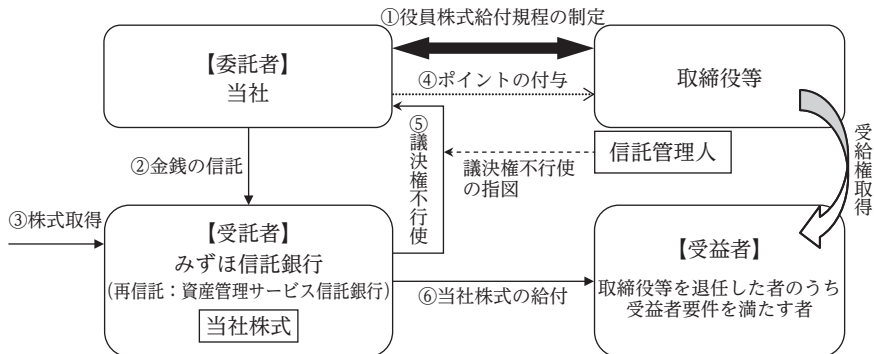 ①役員株式給付規程の制定
【委託者】
当社
④ポイントの付与
取締役等
②金銭の信託
⑤議決権不行使
議決権不行使
の指図
信託管理人
受給権取得
③株式取得
【受託者】
みずほ信託銀行
(再信託：資産管理サービス信託銀行)
当社株式
⑥当社株式の給付
【受益者】
取締役等を退任した者のうち
受益者要件を満たす者